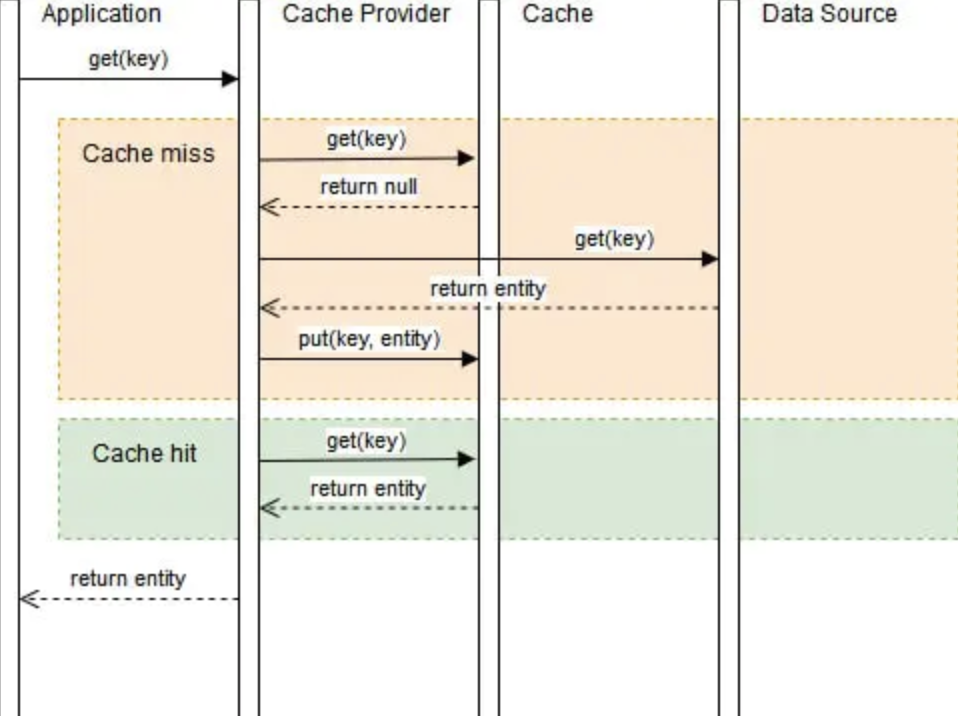 Application
Cache Provider
Cache
Data Source
get(key)
Cache miss
get(key)
return null
get(key)
return entity
put(key, entity)
Cache hit
get(key)
return entity
return entity